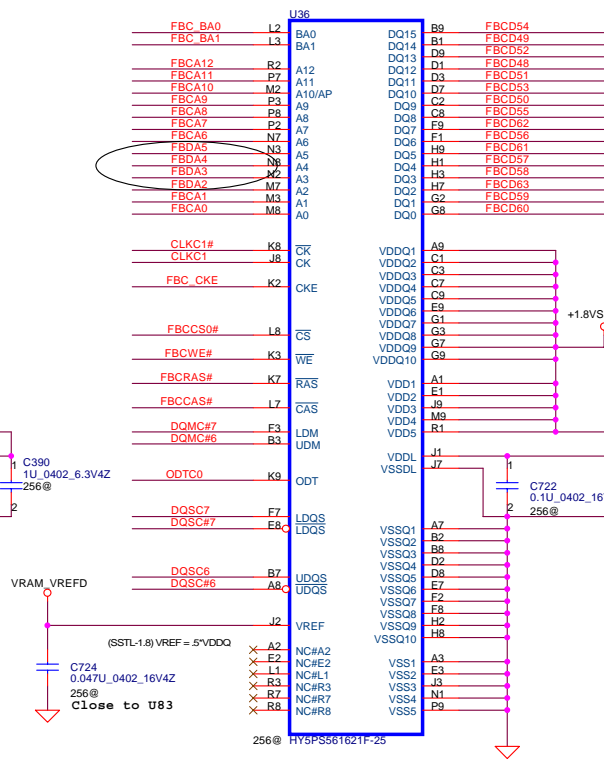 U36
FBC_BA0 L2 BA0 DQ15 B9 FBCD54
FBC_BA1 L3 BA1 DQ14 B1 FBCD49
DQ13 D9 FBCD52
FBCA12 R2 A12 DQ12 D1 FBCD48
FBCA11 P7 A11 DQ11 D3 FBCD51
FBCA10 M2 A10/AP DQ10 D7 FBCD53
FBCA9 P3 A9 DQ9 C2 FBCD50
FBCA8 P8 A8 DQ8 C8 FBCD55
FBCA7 P2 A7 DQ7 F9 FBCD62
FBCA6 N7 A6 DQ6 F1 FBCD56
FBDA5 N3 A5 DQ5 H9 FBCD61
FBDA4 N8 A4 DQ4 H1 FBCD57
FBDA3 N2 A3 DQ3 H3 FBCD58
FBDA2 M7 A2 DQ2 H7 FBCD63
FBCA1 M3 A1 DQ1 G2 FBCD59
FBCA0 M8 A0 DQ0 G8 FBCD60
CLKC1# K8 CK VDDQ1 A9
CLKC1 J8 CK VDDQ2 C1
VDDQ3 C3
FBC_CKE K2 CKE VDDQ4 C7
VDDQ5 C9
VDDQ6 E9
VDDQ7 G1
+1.8VS
FBCCS0# L8 CS VDDQ8 G3
VDDQ9 G7
FBCWE# K3 WE VDDQ10 G9
FBCRAS# K7 RAS VDD1 A1
VDD2 E1
FBCCAS# L7 CAS VDD3 J9
VDD4 M9
DQMC#7 F3 LDM VDD5 R1
DQMC#6 B3 UDM
VDDL J1
VSSDL J7
1 C390
1U_0402_6.3V4Z
256@
2
ODTC0 K9 ODT
1 C722
0.1U_0402_16
256@
2
DQSC7 F7 LDQS
DQSC#7 E8 LDQS
VSSQ1 A7
VSSQ2 B2
VSSQ3 B8
VSSQ4 D2
DQSC6 B7 UDQS VSSQ5 D8
DQSC#6 A8 UDQS VSSQ6 E7
VSSQ7 F2
VSSQ8 F8
VRAM_VREFD
J2 VREF VSSQ9 H2
VSSQ10 H8
(SSTL-1.8) VREF = .5*VDDQ
A2 NC#A2 VSS1 A3
E2 NC#E2 VSS2 E3
L1 NC#L1 VSS3 J3
R3 NC#R3 VSS4 N1
R7 NC#R7 VSS5 P9
R8 NC#R8
C724
0.047U_0402_16V4Z
256@
Close to U83
256@ HY5PS561621F-25